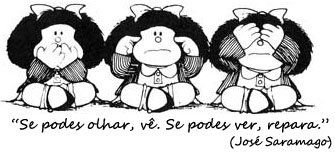 “Se podes olhar, vê. Se podes ver, repara.”
(José Saramago)